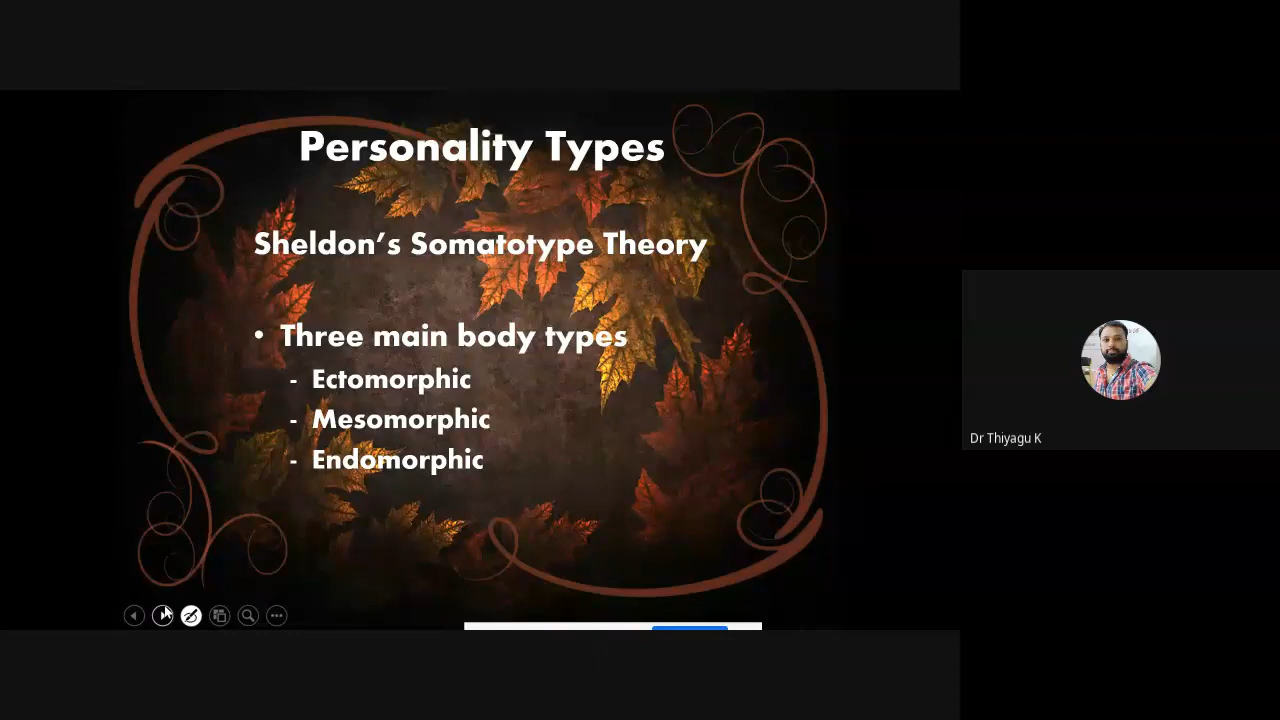 Personality Types
Sheldon’s Somatotype Theory
• Three main body types
- Ectomorphic
- Mesomorphic
- Endomorphic
Dr Thiyagu K